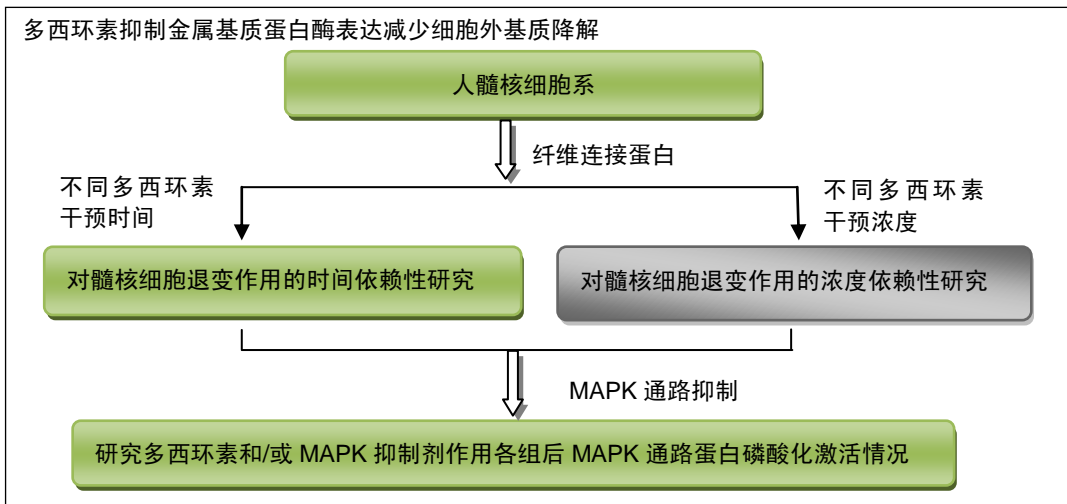 多西环素抑制金属基质蛋白酶表达减少细胞外基质降解
人髓核细胞系
纤维连接蛋白
不同多西环素
干预时间
不同多西环素
干预浓度
对髓核细胞退变作用的时间依赖性研究
对髓核细胞退变作用的浓度依赖性研究
MAPK 通路抑制
研究多西环素和/或 MAPK 抑制剂作用各组后 MAPK 通路蛋白磷酸化激活情况